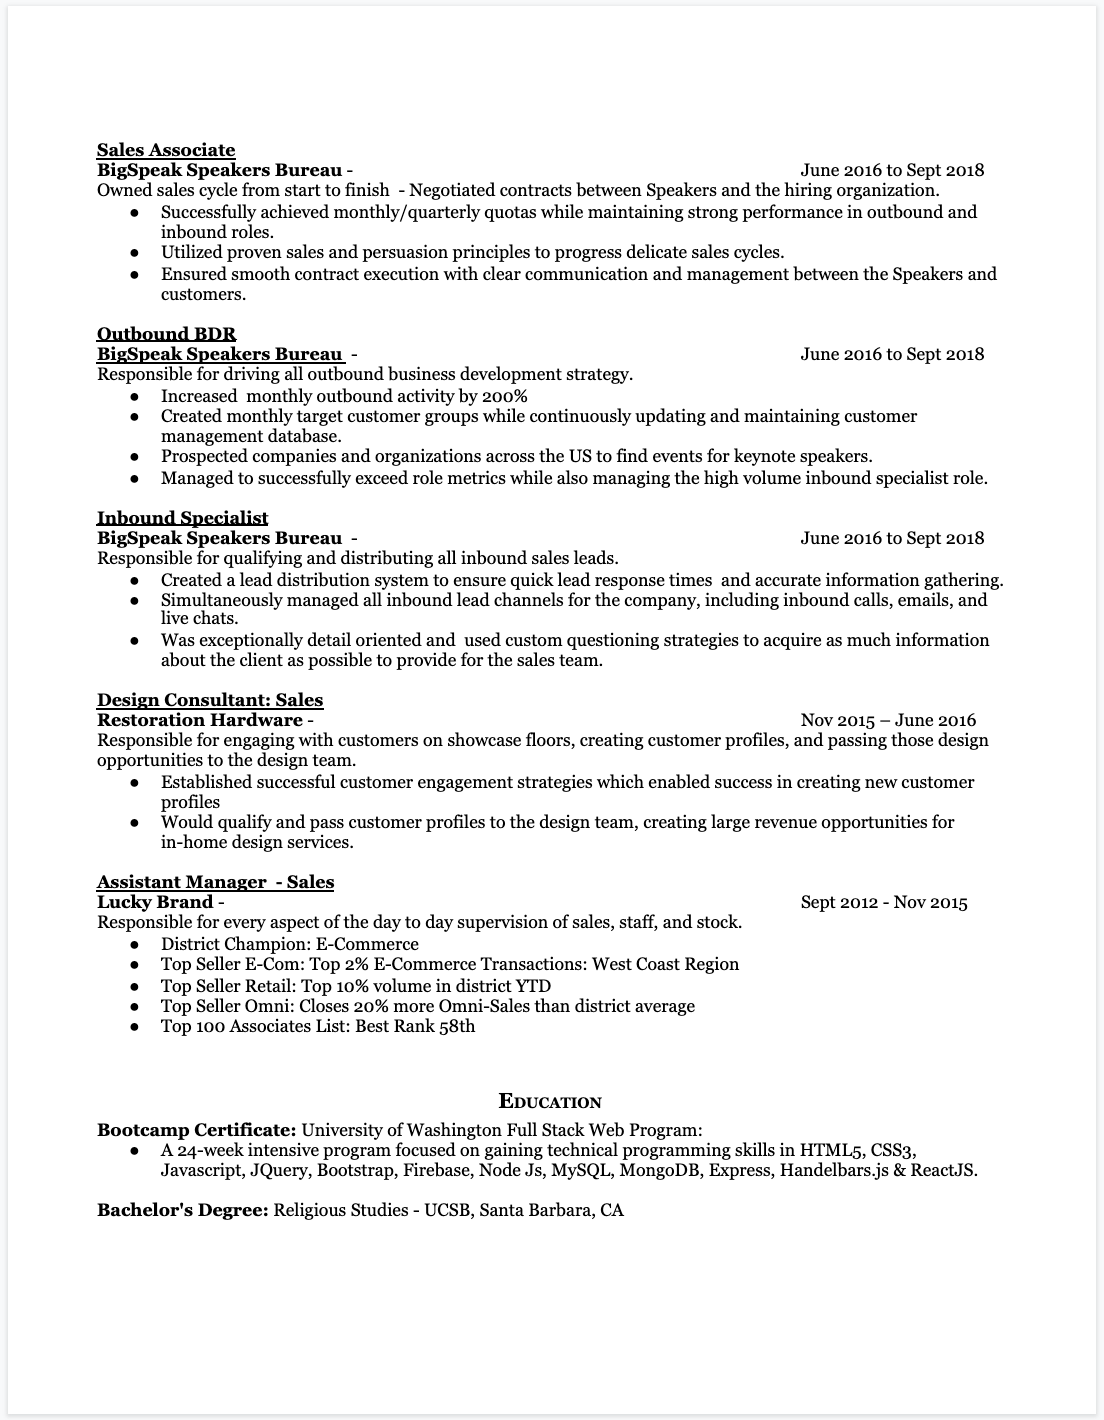 Sales Associate
BigSpeak Speakers Bureau - June 2016 to Sept 2018
Owned sales cycle from start to finish  - Negotiated contracts between Speakers and the hiring organization.
● Successfully achieved monthly/quarterly quotas while maintaining strong performance in outbound and
inbound roles.
● Utilized proven sales and persuasion principles to progress delicate sales cycles.
● Ensured smooth contract execution with clear communication and management between the Speakers and
customers.
Outbound BDR
BigSpeak Speakers Bureau  - June 2016 to Sept 2018
Responsible for driving all outbound business development strategy.
● Increased  monthly outbound activity by 200%
● Created monthly target customer groups while continuously updating and maintaining customer
management database.
● Prospected companies and organizations across the US to find events for keynote speakers.
● Managed to successfully exceed role metrics while also managing the high volume inbound specialist role.
Inbound Specialist
BigSpeak Speakers Bureau  - June 2016 to Sept 2018
Responsible for qualifying and distributing all inbound sales leads.
● Created a lead distribution system to ensure quick lead response times  and accurate information gathering.
● Simultaneously managed all inbound lead channels for the company, including inbound calls, emails, and
live chats.
● Was exceptionally detail oriented and  used custom questioning strategies to acquire as much information
about the client as possible to provide for the sales team.
Design Consultant: Sales
Restoration Hardware - Nov 2015 – June 2016
Responsible for engaging with customers on showcase floors, creating customer profiles, and passing those design
opportunities to the design team.
● Established successful customer engagement strategies which enabled success in creating new customer
profiles
● Would qualify and pass customer profiles to the design team, creating large revenue opportunities for
in-home design services.
Assistant Manager  - Sales
Lucky Brand - Sept 2012 - Nov 2015
Responsible for every aspect of the day to day supervision of sales, staff, and stock.
● District Champion: E-Commerce
● Top Seller E-Com: Top 2% E-Commerce Transactions: West Coast Region
● Top Seller Retail: Top 10% volume in district YTD
● Top Seller Omni: Closes 20% more Omni-Sales than district average
● Top 100 Associates List: Best Rank 58th
Education
Bootcamp Certificate: University of Washington Full Stack Web Program:
● A 24-week intensive program focused on gaining technical programming skills in HTML5, CSS3,
Javascript, JQuery, Bootstrap, Firebase, Node Js, MySQL, MongoDB, Express, Handelbars.js & ReactJS.
Bachelor's Degree: Religious Studies - UCSB, Santa Barbara, CA